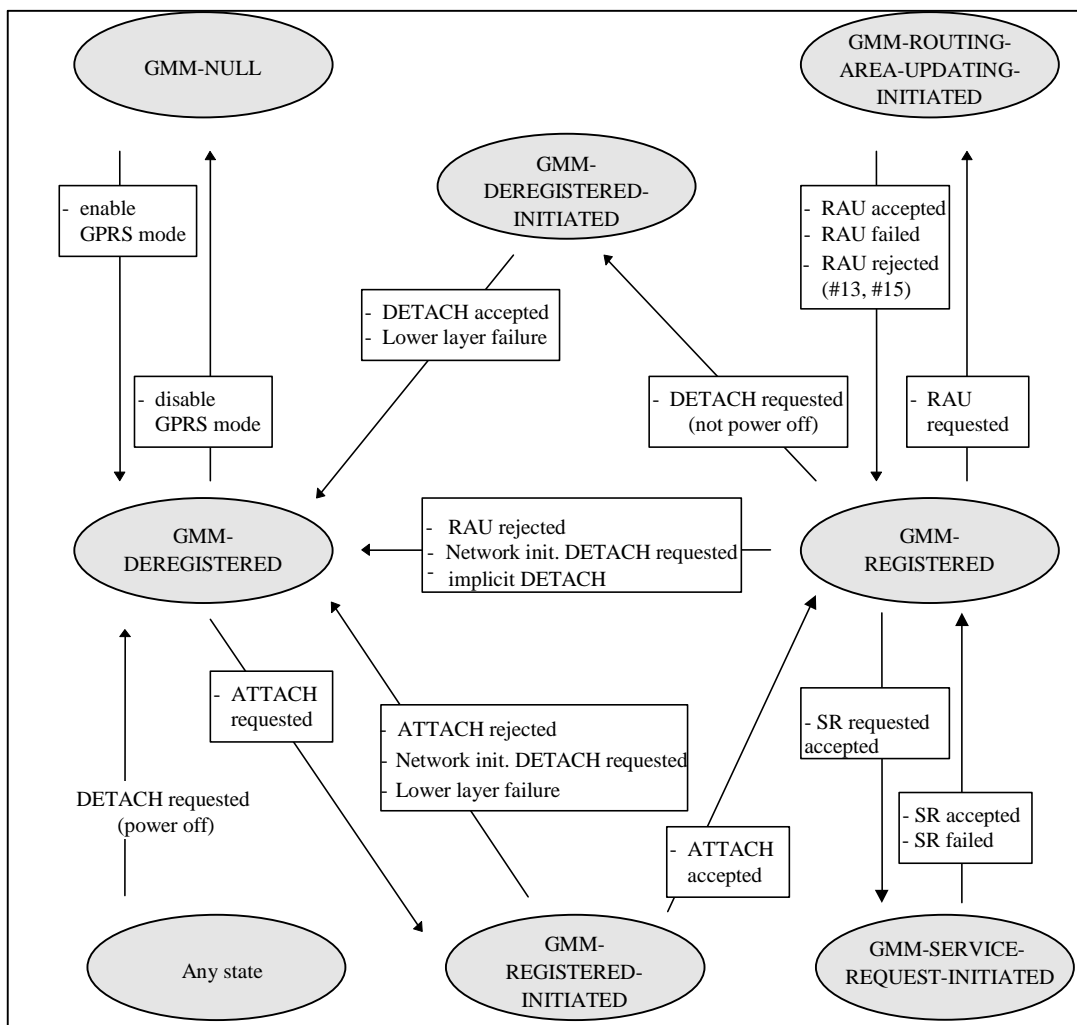 GMM-NULL
GMM-ROUTING-
AREA-UPDATING-
INITIATED
GMM-
DEREGISTERED-
INITIATED
- enable
GPRS mode
- RAU accepted
- RAU failed
- RAU rejected
(#13, #15)
- DETACH accepted
- Lower layer failure
- disable
GPRS mode
- DETACH requested
(not power off)
- RAU
requested
GMM-
DEREGISTERED
- RAU rejected
- Network init. DETACH requested
- implicit DETACH
GMM-
REGISTERED
- ATTACH
requested
- ATTACH rejected
- Network init. DETACH requested
- Lower layer failure
- SR requested
accepted
DETACH requested
(power off)
- ATTACH
accepted
- SR accepted
- SR failed
Any state
GMM-
REGISTERED-
INITIATED
GMM-SERVICE-
REQUEST-INITIATED